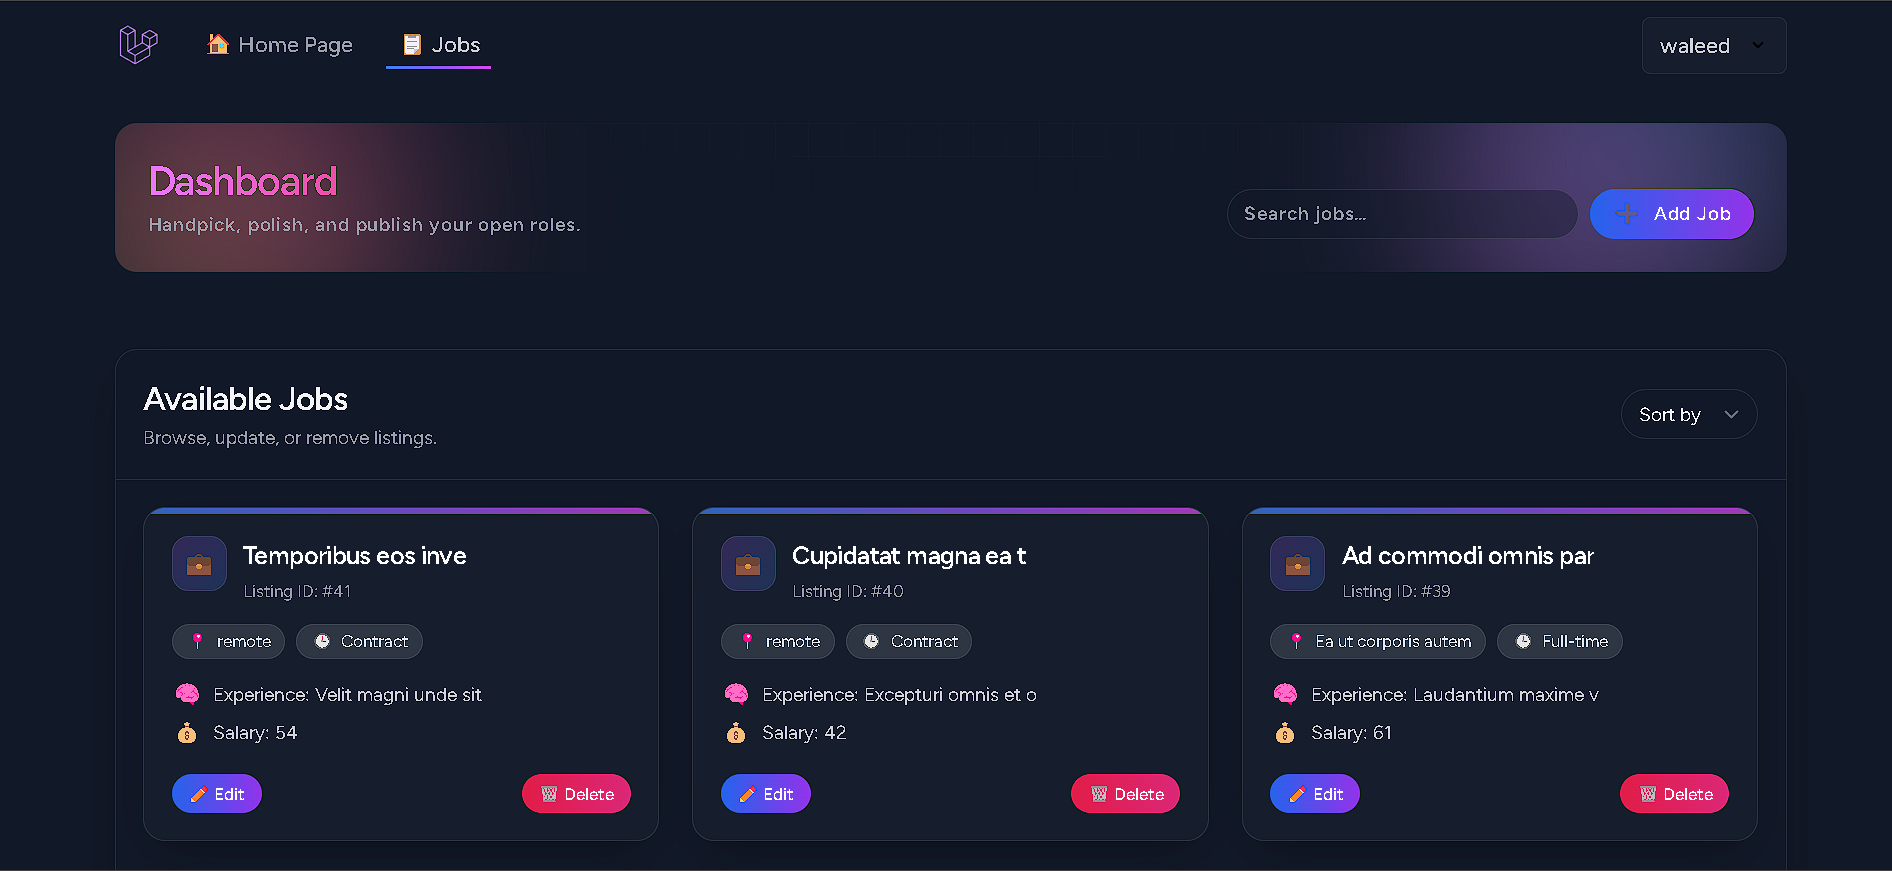 Home Page
Jobs
waleed
Dashboard
Handpick, polish, and publish your open roles.
Search jobs...
Add Job
Available Jobs
Browse, update, or remove listings.
Sort by
Temporibus eos inve
Listing ID: #41
remote
Contract
Experience: Velit magni unde sit
Salary: 54
Edit
Delete
Cupidatat magna ea t
Listing ID: #40
remote
Contract
Experience: Excepturi omnis et o
Salary: 42
Edit
Delete
Ad commodi omnis par
Listing ID: #39
Ea ut corporis autem
Full-time
Experience: Laudantium maxime v
Salary: 61
Edit
Delete